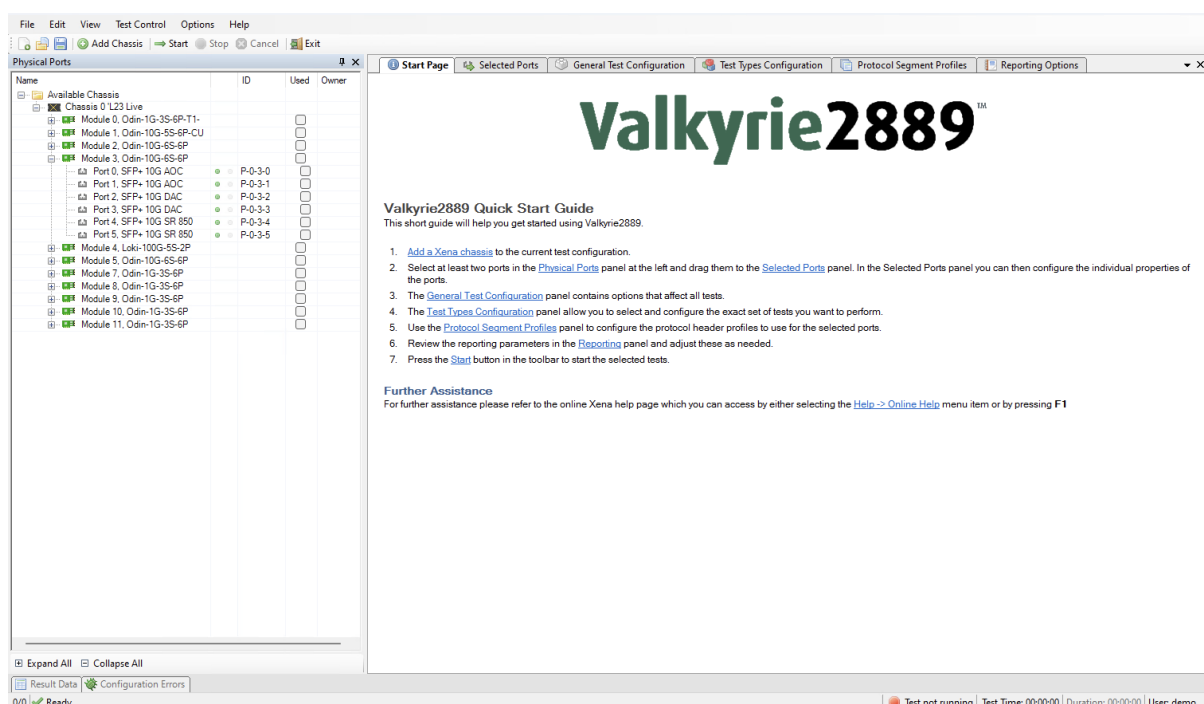 File Edit View Test Control Options Help
Add Chassis Start Stop Cancel Exit
Physical Ports
Name ID Used Owner
Available Chassis
Chassis 0 'L23 Live
Module 0, Odin-1G-3S-6P-T1-
Module 1, Odin-10G-5S-6P-CU
Module 2, Odin-10G-6S-6P
Module 3, Odin-10G-6S-6P
Port 0, SFP+ 10G AOC P-0-3-0
Port 1, SFP+ 10G AOC P-0-3-1
Port 2, SFP+ 10G DAC P-0-3-2
Port 3, SFP+ 10G DAC P-0-3-3
Port 4, SFP+ 10G SR 850 P-0-3-4
Port 5, SFP+ 10G SR 850 P-0-3-5
Module 4, Loki-100G-5S-2P
Module 5, Odin-10G-6S-6P
Module 7, Odin-1G-3S-6P
Module 8, Odin-1G-3S-6P
Module 9, Odin-1G-3S-6P
Module 10, Odin-1G-3S-6P
Module 11, Odin-1G-3S-6P
Expand All Collapse All
Start Page Selected Ports General Test Configuration Test Types Configuration Protocol Segment Profiles Reporting Options
Valkyrie2889™
Valkyrie2889 Quick Start Guide
This short guide will help you get started using Valkyrie2889.
1. Add a Xena chassis to the current test configuration.
2. Select at least two ports in the Physical Ports panel at the left and drag them to the Selected Ports panel. In the Selected Ports panel you can then configure the individual properties of
the ports.
3. The General Test Configuration panel contains options that affect all tests.
4. The Test Types Configuration panel allow you to select and configure the exact set of tests you want to perform.
5. Use the Protocol Segment Profiles panel to configure the protocol header profiles to use for the selected ports.
6. Review the reporting parameters in the Reporting panel and adjust these as needed.
7. Press the Start button in the toolbar to start the selected tests.
Further Assistance
For further assistance please refer to the online Xena help page which you can access by either selecting the Help -> Online Help menu item or by pressing F1
Result Data Configuration Errors
0/0 Ready Test not running Test Time: 00:00:00 Duration: 00:00:00 User: demo